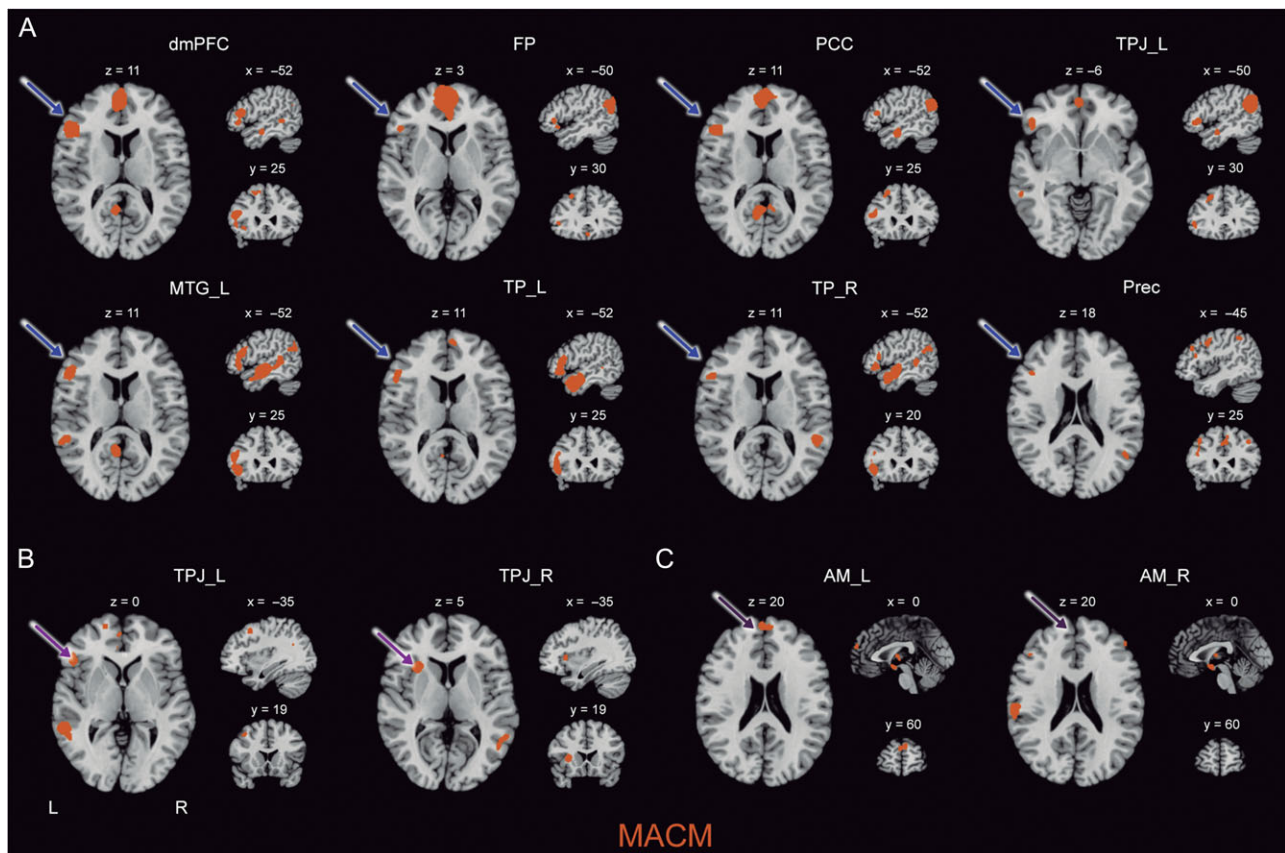 A
dmPFC
FP
PCC
TPJ_L
z = 11
x = –52
z = 3
x = –50
z = 11
x = –52
z = –6
x = –50
y = 25
y = 30
y = 25
y = 30
MTG_L
TP_L
TP_R
Prec
z = 11
x = –52
z = 11
x = –52
z = 11
x = –52
z = 18
x = –45
y = 25
y = 25
y = 20
y = 25
B
C
TPJ_L
TPJ_R
AM_L
AM_R
z = 0
x = –35
z = 5
x = –35
z = 20
x = 0
z = 20
x = 0
y = 19
y = 19
y = 60
y = 60
L
R
MACM